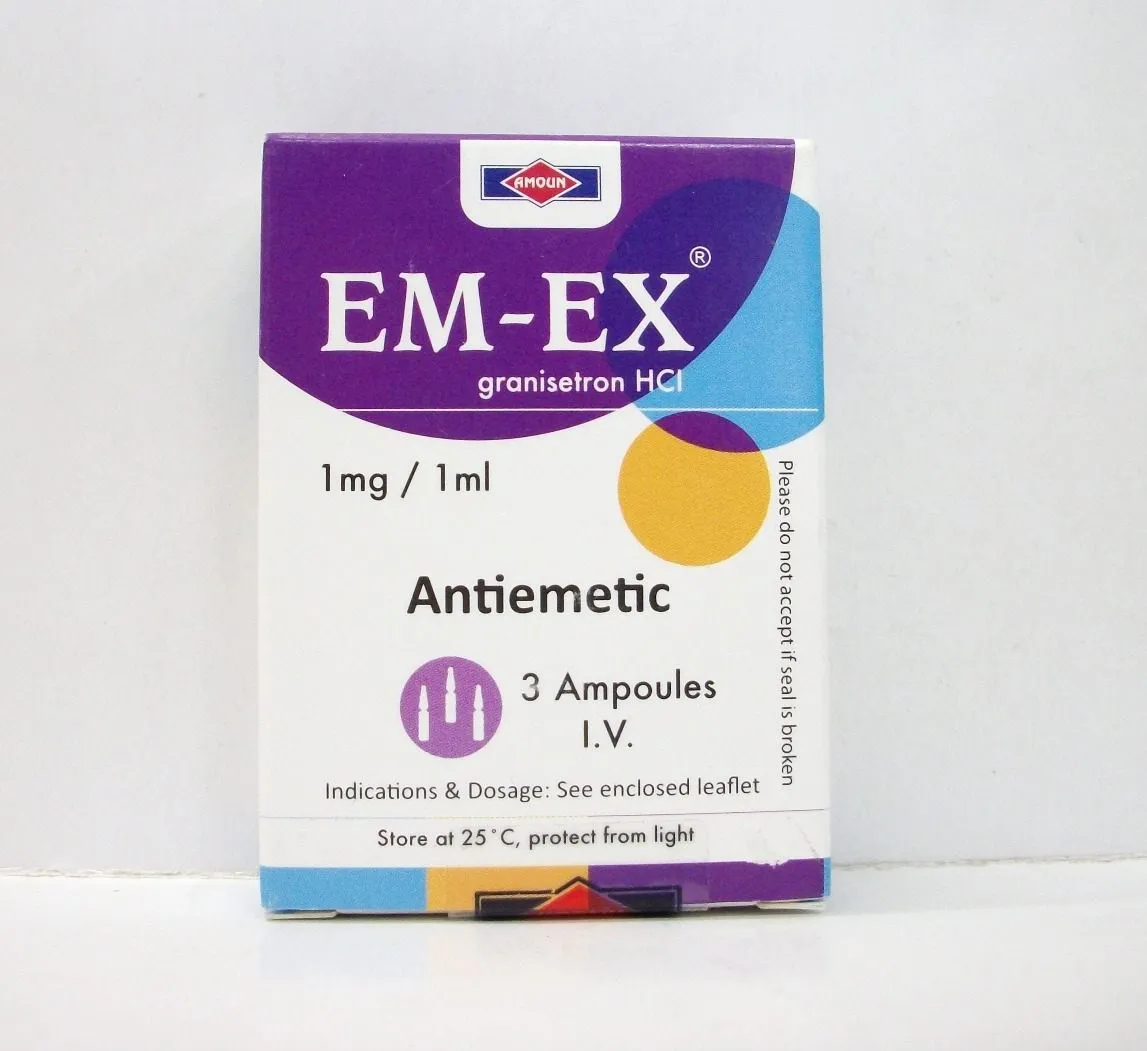 AMOUN
EM-EX®
granisetron HCl
1mg / 1ml
Antiemetic
3 Ampoules
I.V.
Indications & Dosage: See enclosed leaflet
Store at 25°C, protect from light
Please do not accept if seal is broken